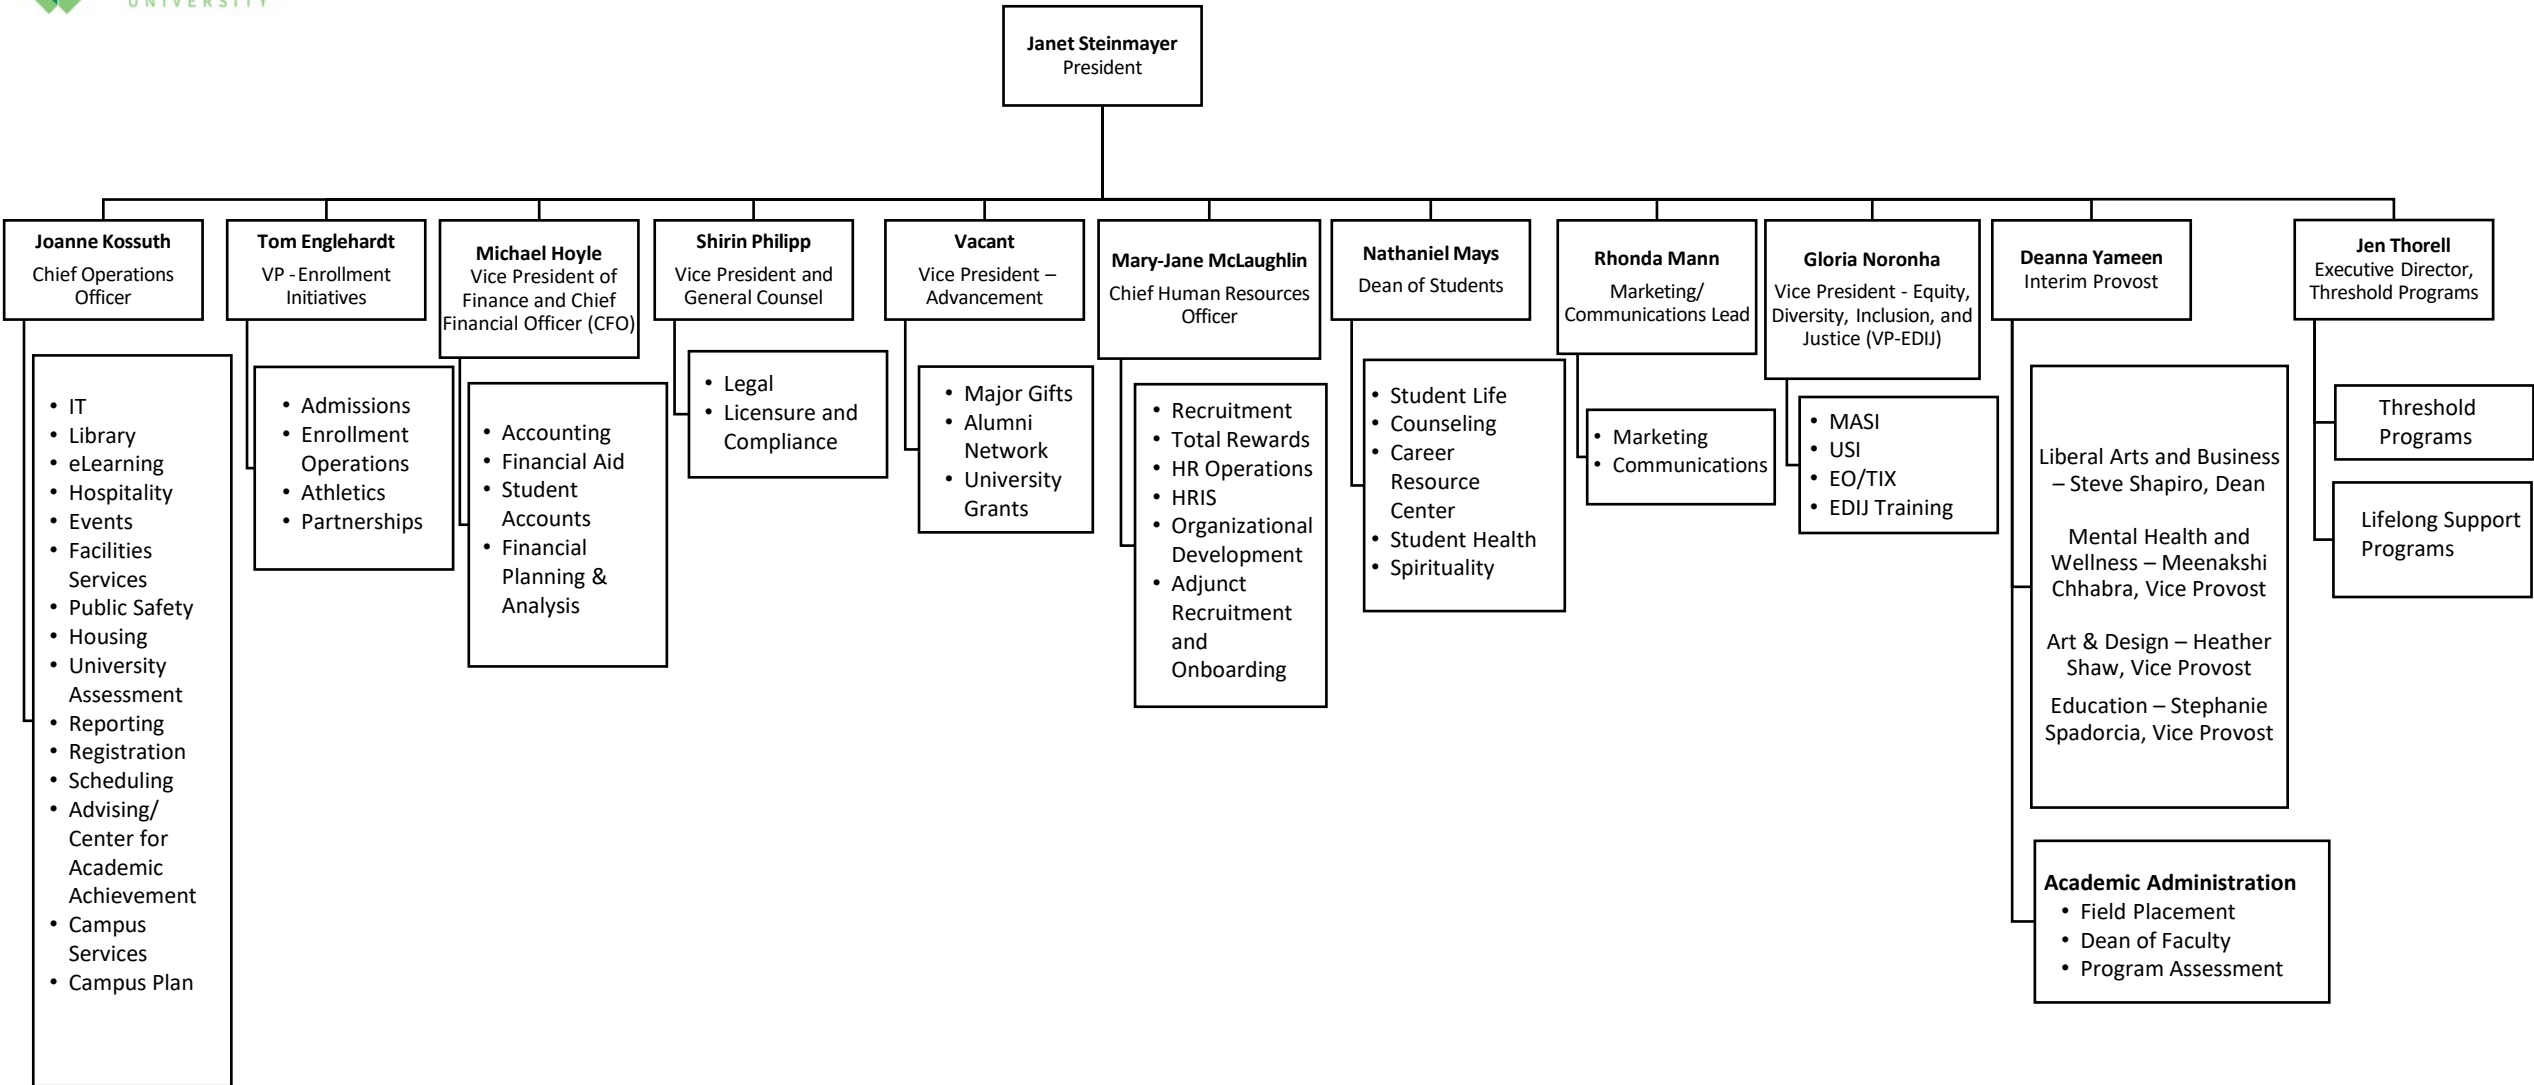 UNIVERSITY
Janet Steinmayer
President
Joanne Kossuth
Chief Operations
Officer
• IT
• Library
• eLearning
• Hospitality
• Events
• Facilities
Services
• Public Safety
• Housing
• University
Assessment
• Reporting
• Registration
• Scheduling
• Advising/
Center for
Academic
Achievement
• Campus
Services
• Campus Plan
Tom Englehardt
VP - Enrollment
Initiatives
• Admissions
• Enrollment
Operations
• Athletics
• Partnerships
Michael Hoyle
Vice President of
Finance and Chief
Financial Officer (CFO)
• Accounting
• Financial Aid
• Student
Accounts
• Financial
Planning &
Analysis
Shirin Philipp
Vice President and
General Counsel
• Legal
• Licensure and
Compliance
Vacant
Vice President –
Advancement
• Major Gifts
• Alumni
Network
• University
Grants
Mary-Jane McLaughlin
Chief Human Resources
Officer
• Recruitment
• Total Rewards
• HR Operations
• HRIS
• Organizational
Development
• Adjunct
Recruitment
and
Onboarding
Nathaniel Mays
Dean of Students
• Student Life
• Counseling
• Career
Resource
Center
• Student Health
• Spirituality
Rhonda Mann
Marketing/
Communications Lead
• Marketing
• Communications
Gloria Noronha
Vice President - Equity,
Diversity, Inclusion, and
Justice (VP-EDIJ)
• MASI
• USI
• EO/TIX
• EDIJ Training
Deanna Yameen
Interim Provost
Liberal Arts and Business
– Steve Shapiro, Dean
Mental Health and
Wellness – Meenakshi
Chhabra, Vice Provost
Art & Design – Heather
Shaw, Vice Provost
Education – Stephanie
Spadorcia, Vice Provost
Academic Administration
• Field Placement
• Dean of Faculty
• Program Assessment
Jen Thorell
Executive Director,
Threshold Programs
Threshold
Programs
Lifelong Support
Programs